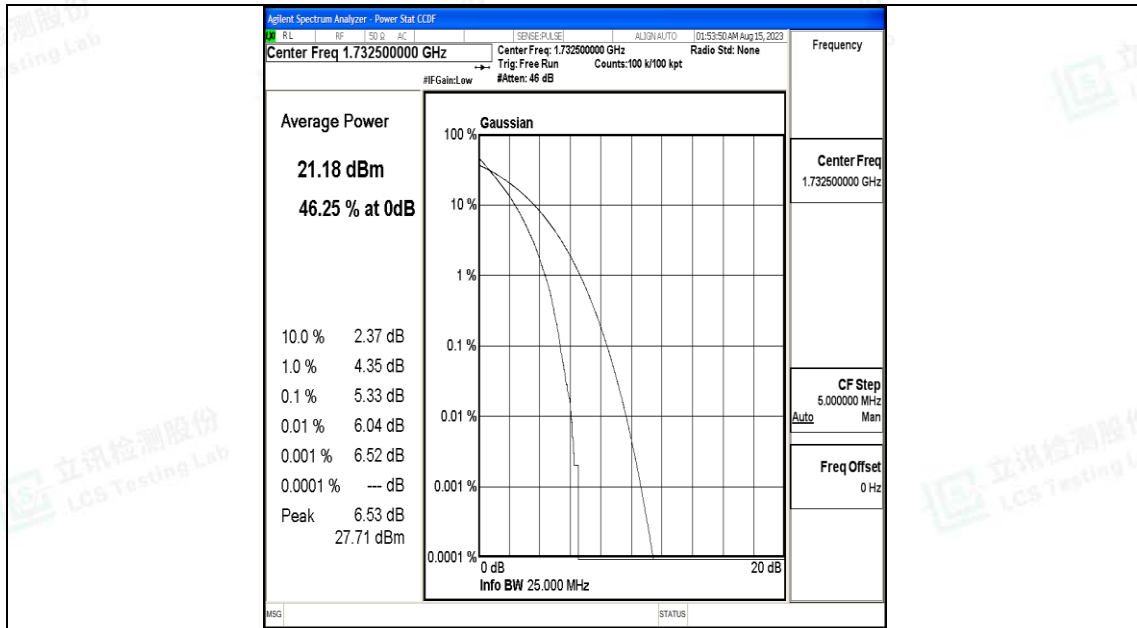 Agilent Spectrum Analyzer - Power Stat CCDF
RL RF 50 Ω AC SENSE:PULSE ALIGN AUTO 01:53:50 AM Aug 15, 2023
Center Freq 1.732500000 GHz
Center Freq: 1.732500000 GHz Radio Std: None
Trig: Free Run Counts:100 k/100 kpt
#IFGain:Low #Atten: 46 dB
Frequency
Average Power
21.18 dBm
46.25 % at 0dB
10.0 % 2.37 dB
1.0 % 4.35 dB
0.1 % 5.33 dB
0.01 % 6.04 dB
0.001 % 6.52 dB
0.0001 % --- dB
Peak 6.53 dB
27.71 dBm
Gaussian
100 %
10 %
1 %
0.1 %
0.01 %
0.001 %
0.0001 %
0 dB 20 dB
Info BW 25.000 MHz
Center Freq
1.732500000 GHz
CF Step
5.000000 MHz
Auto Man
Freq Offset
0 Hz
MSG STATUS
立讯检测股份
LCS Testing Lab
立讯检测股份